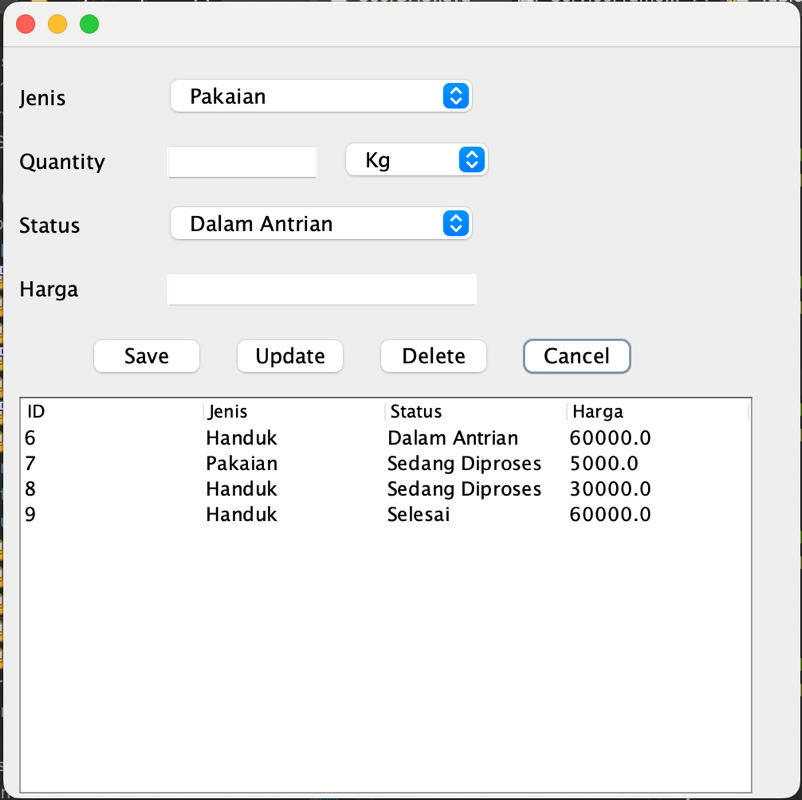 Jenis Pakaian
Quantity Kg
Status Dalam Antrian
Harga
Save Update Delete Cancel
ID Jenis Status Harga
6 Handuk Dalam Antrian 60000.0
7 Pakaian Sedang Diproses 5000.0
8 Handuk Sedang Diproses 30000.0
9 Handuk Selesai 60000.0